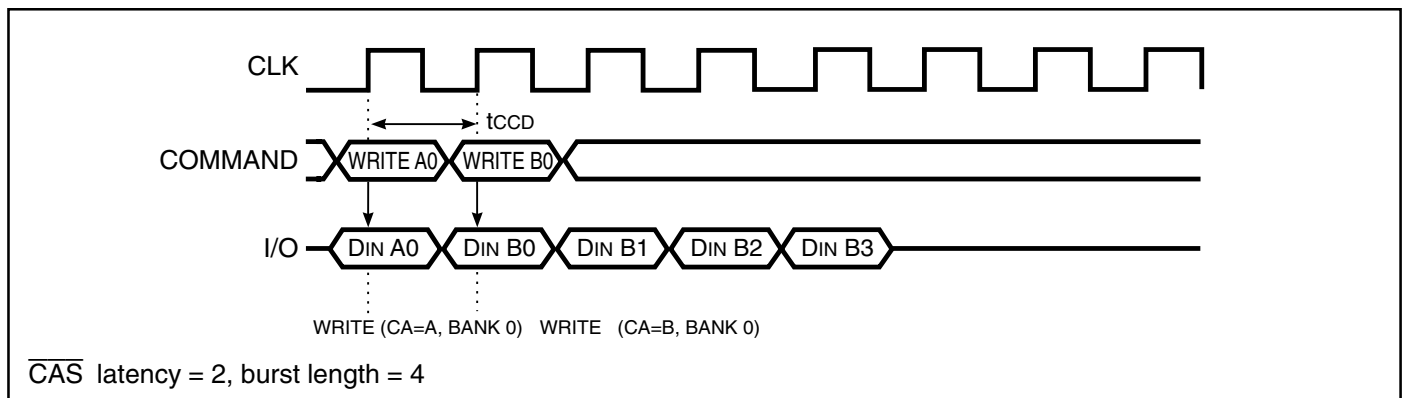 CLK
tCCD
COMMAND WRITE A0 WRITE B0
I/O DIN A0 DIN B0 DIN B1 DIN B2 DIN B3
WRITE (CA=A, BANK 0) WRITE (CA=B, BANK 0)
CAS latency = 2, burst length = 4